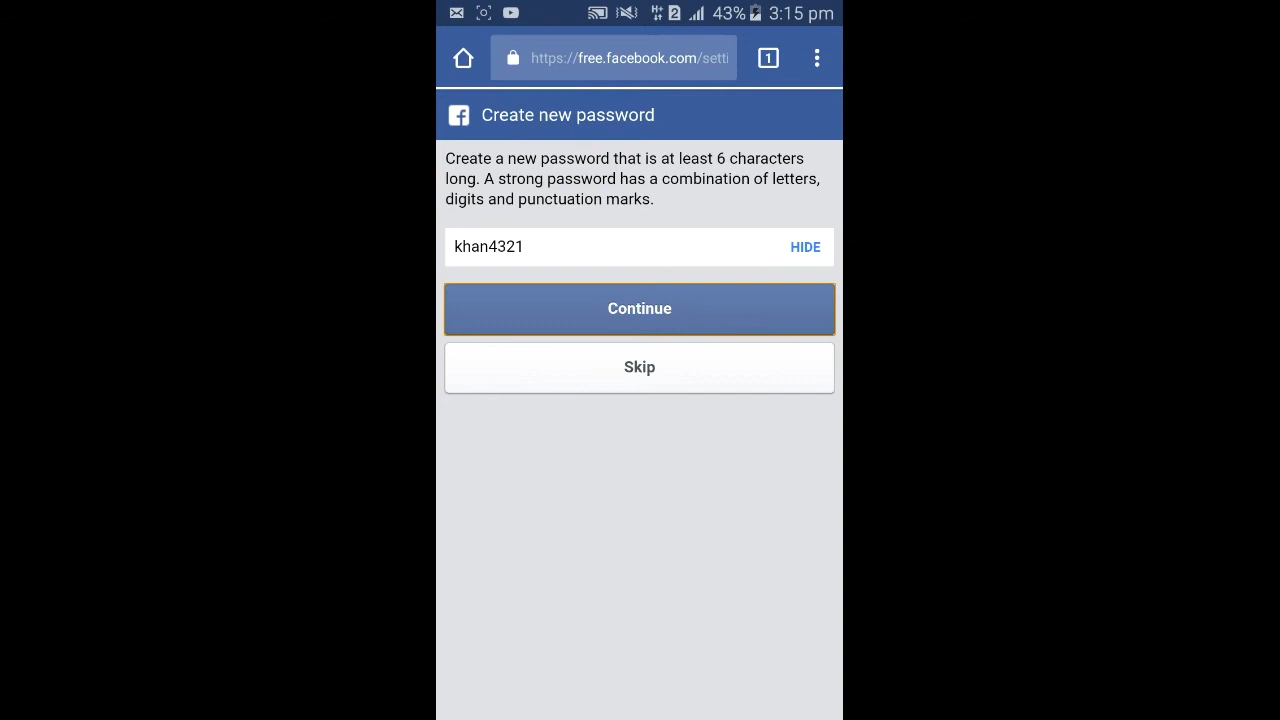 2 43% 3:15 pm
https://free.facebook.com/setti
1
Create new password
Create a new password that is at least 6 characters
long. A strong password has a combination of letters,
digits and punctuation marks.
khan4321
HIDE
Continue
Skip